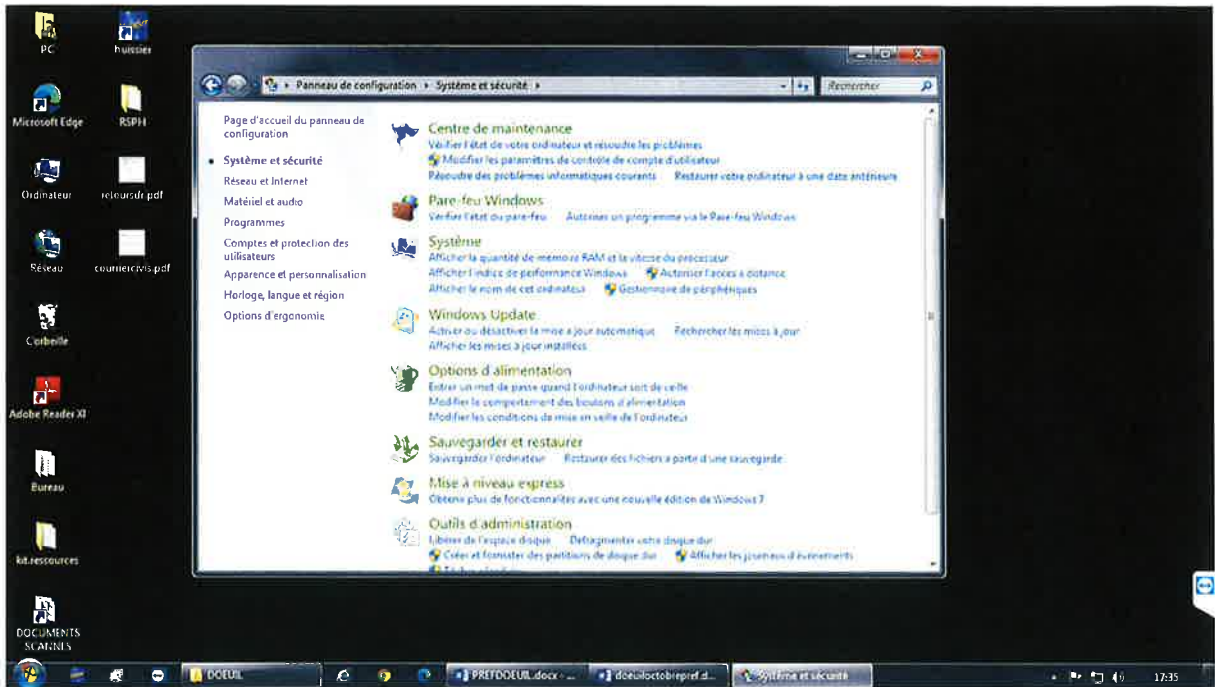 PC
huissier
Microsoft Edge
RSPH
Ordinateur
retoursdr.pdf
Réseau
courriercivis.pdf
Corbeille
Adobe Reader XI
Bureau
kit.ressources
DOCUMENTS
SCANNES
Panneau de configuration
Système et sécurité
Rechercher
Page d'accueil du panneau de
configuration
Système et sécurité
Réseau et Internet
Matériel et audio
Programmes
Comptes et protection des
utilisateurs
Apparence et personnalisation
Horloge, langue et région
Options d'ergonomie
Centre de maintenance
Vérifier l'état de votre ordinateur et résoudre les problèmes
Modifier les paramètres de contrôle de compte d'utilisateur
Résoudre des problèmes informatiques courants Restaurer votre ordinateur à une date antérieure
Pare-feu Windows
Vérifier l'état du pare-feu Autoriser un programme via le Pare-feu Windows
Système
Afficher la quantité de mémoire RAM et la vitesse du processeur
Afficher l'indice de performance Windows Autoriser l'accès à distance
Afficher le nom de cet ordinateur Gestionnaire de périphériques
Windows Update
Activer ou désactiver la mise à jour automatique Rechercher les mises à jour
Afficher les mises à jour installées
Options d'alimentation
Entrer un mot de passe quand l'ordinateur sort de veille
Modifier le comportement des boutons d'alimentation
Modifier les conditions de mise en veille de l'ordinateur
Sauvegarder et restaurer
Sauvegarder l'ordinateur Restaurer des fichiers à partir d'une sauvegarde
Mise à niveau express
Obtenir plus de fonctionnalités avec une nouvelle édition de Windows 7
Outils d'administration
Libérer de l'espace disque Défragmenter votre disque dur
Créer et formater des partitions de disque dur Afficher les journaux d'événements
DOEUIL
PREFDOEUIL.docx - ...
doeuiloctobrepref.d...
Système et sécurité
17:35